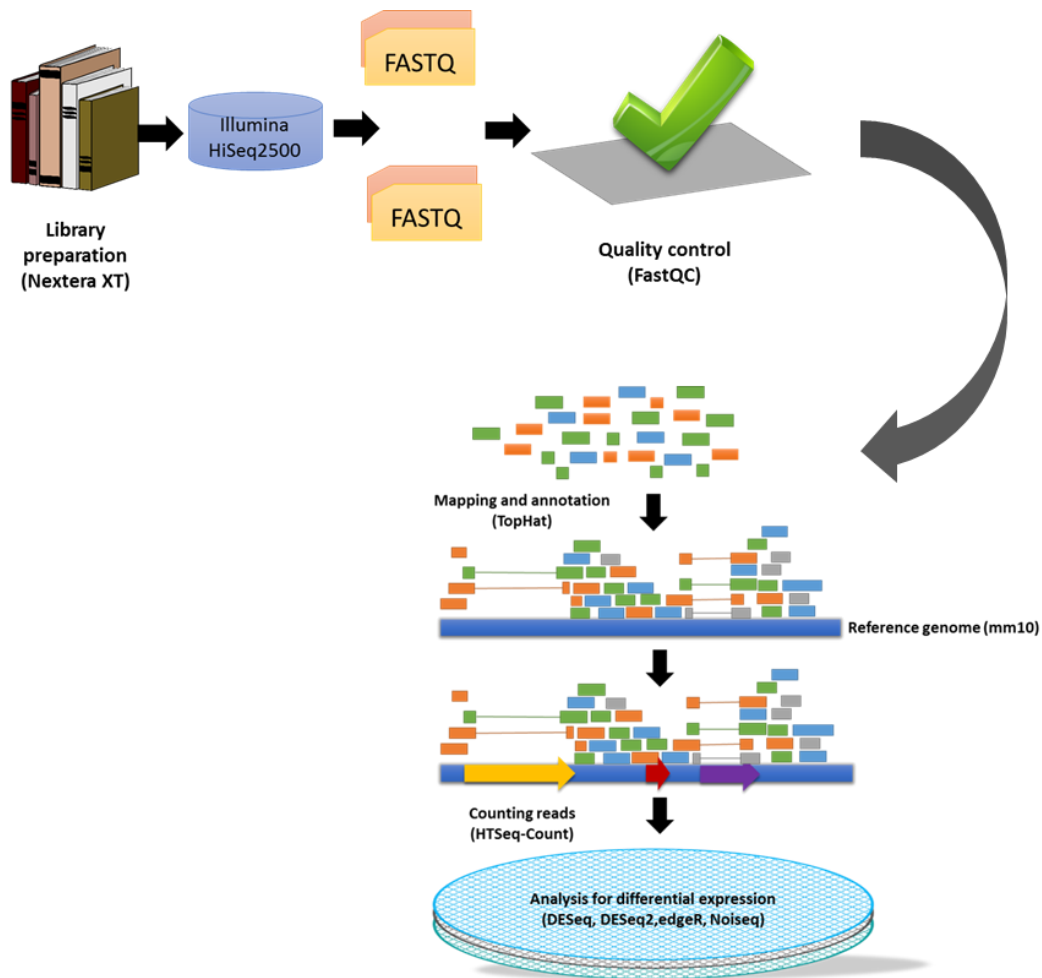 FASTQ
Illumina
HiSeq2500
FASTQ
Library
preparation
(Nextera XT)
Quality control
(FastQC)
Mapping and annotation
(TopHat)
Reference genome (mm10)
Counting reads
(HTSeq-Count)
Analysis for differential expression
(DESeq, DESeq2,edgeR, Noiseq)